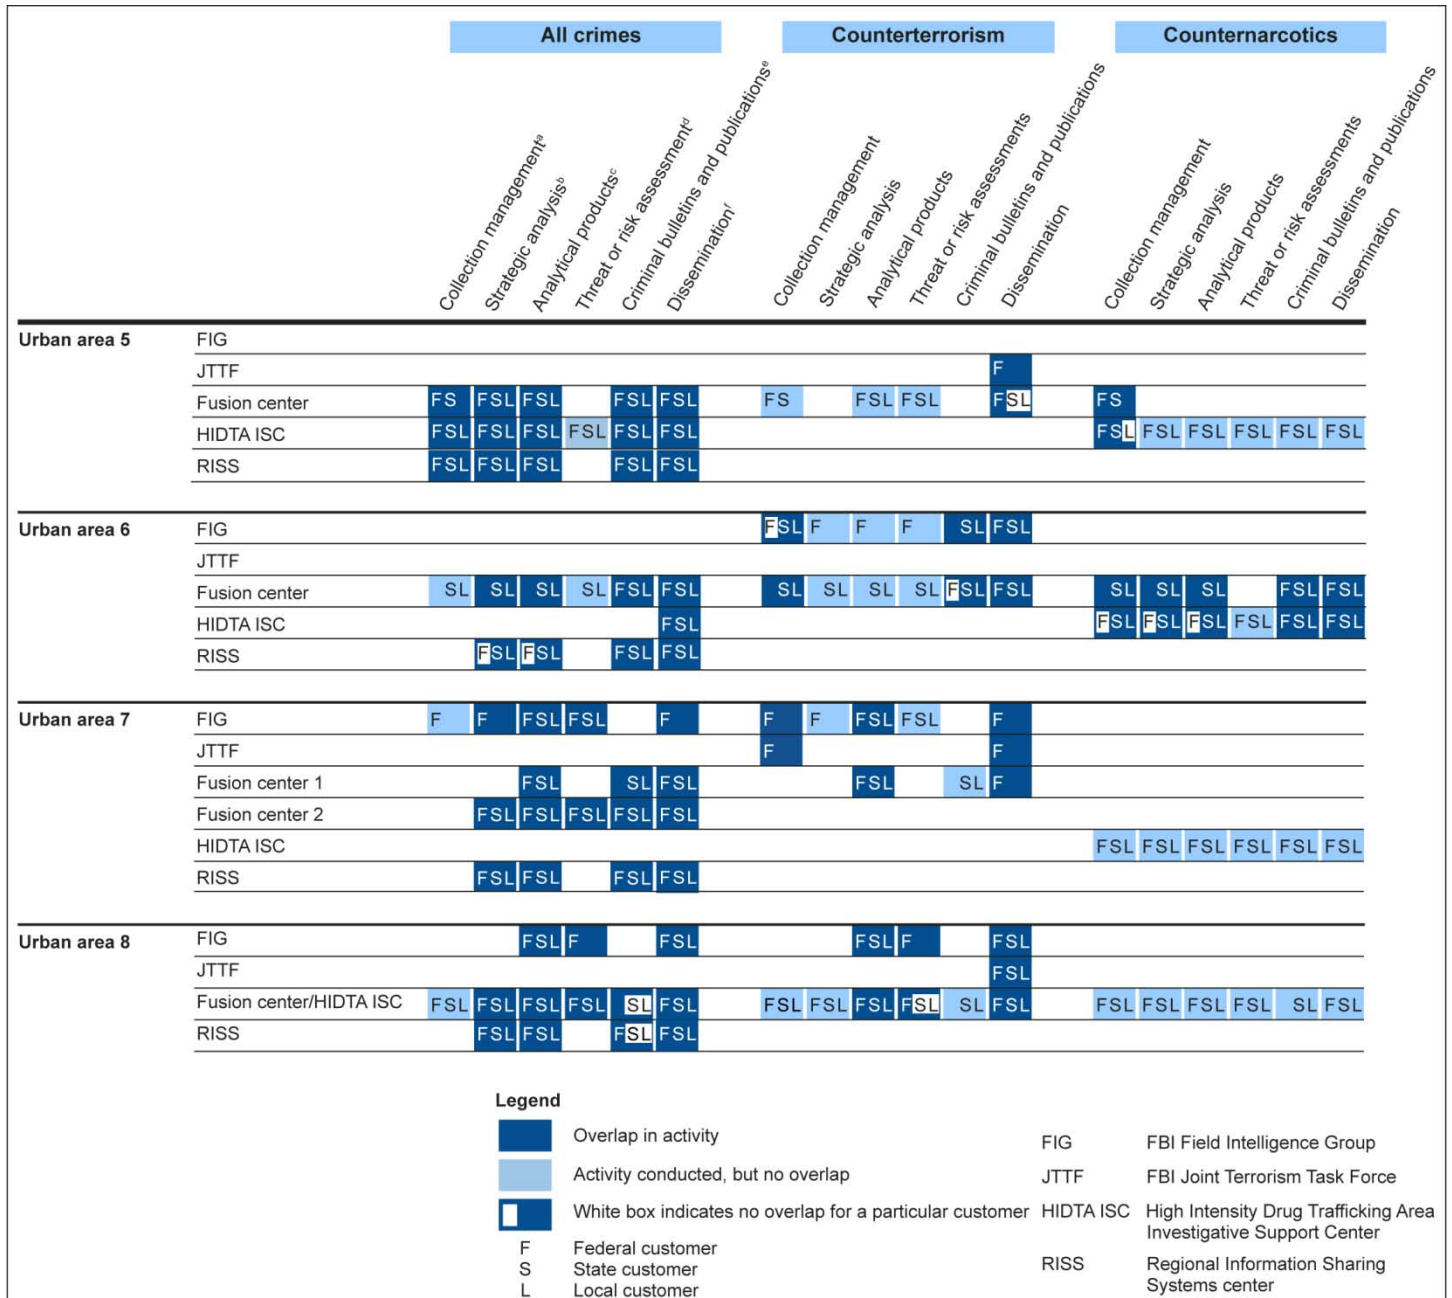 All crimes Counterterrorism Counternarcotics
Collection managementᵃ
Strategic analysisᵇ
Analytical productsᶜ
Threat or risk assessmentᵈ
Criminal bulletins and publicationsᵉ
Disseminationᶠ
Collection management
Strategic analysis
Analytical products
Threat or risk assessments
Criminal bulletins and publications
Dissemination
Collection management
Strategic analysis
Analytical products
Threat or risk assessments
Criminal bulletins and publications
Dissemination
Urban area 5 FIG
JTTF F
Fusion center FS FSL FSL FSL FSL FS FSL FSL FSL FS
HIDTA ISC FSL FSL FSL FSL FSL FSL FSL FSL FSL FSL FSL FSL
RISS FSL FSL FSL FSL FSL
Urban area 6 FIG FSL F F F SL FSL
JTTF
Fusion center SL SL SL SL FSL FSL SL SL SL SL FSL FSL SL SL SL FSL FSL
HIDTA ISC FSL FSL FSL FSL FSL FSL FSL
RISS FSL FSL FSL FSL
Urban area 7 FIG F F FSL FSL F F F FSL FSL F
JTTF F F
Fusion center 1 FSL SL FSL FSL SL F
Fusion center 2 FSL FSL FSL FSL FSL
HIDTA ISC FSL FSL FSL FSL FSL FSL
RISS FSL FSL FSL FSL
Urban area 8 FIG FSL F FSL FSL F FSL
JTTF FSL
Fusion center/HIDTA ISC FSL FSL FSL FSL SL FSL FSL FSL FSL FSL SL FSL FSL FSL FSL FSL SL FSL
RISS FSL FSL FSL FSL
Legend
Overlap in activity
Activity conducted, but no overlap
White box indicates no overlap for a particular customer
F Federal customer
S State customer
L Local customer
FIG FBI Field Intelligence Group
JTTF FBI Joint Terrorism Task Force
HIDTA ISC High Intensity Drug Trafficking Area
Investigative Support Center
RISS Regional Information Sharing
Systems center